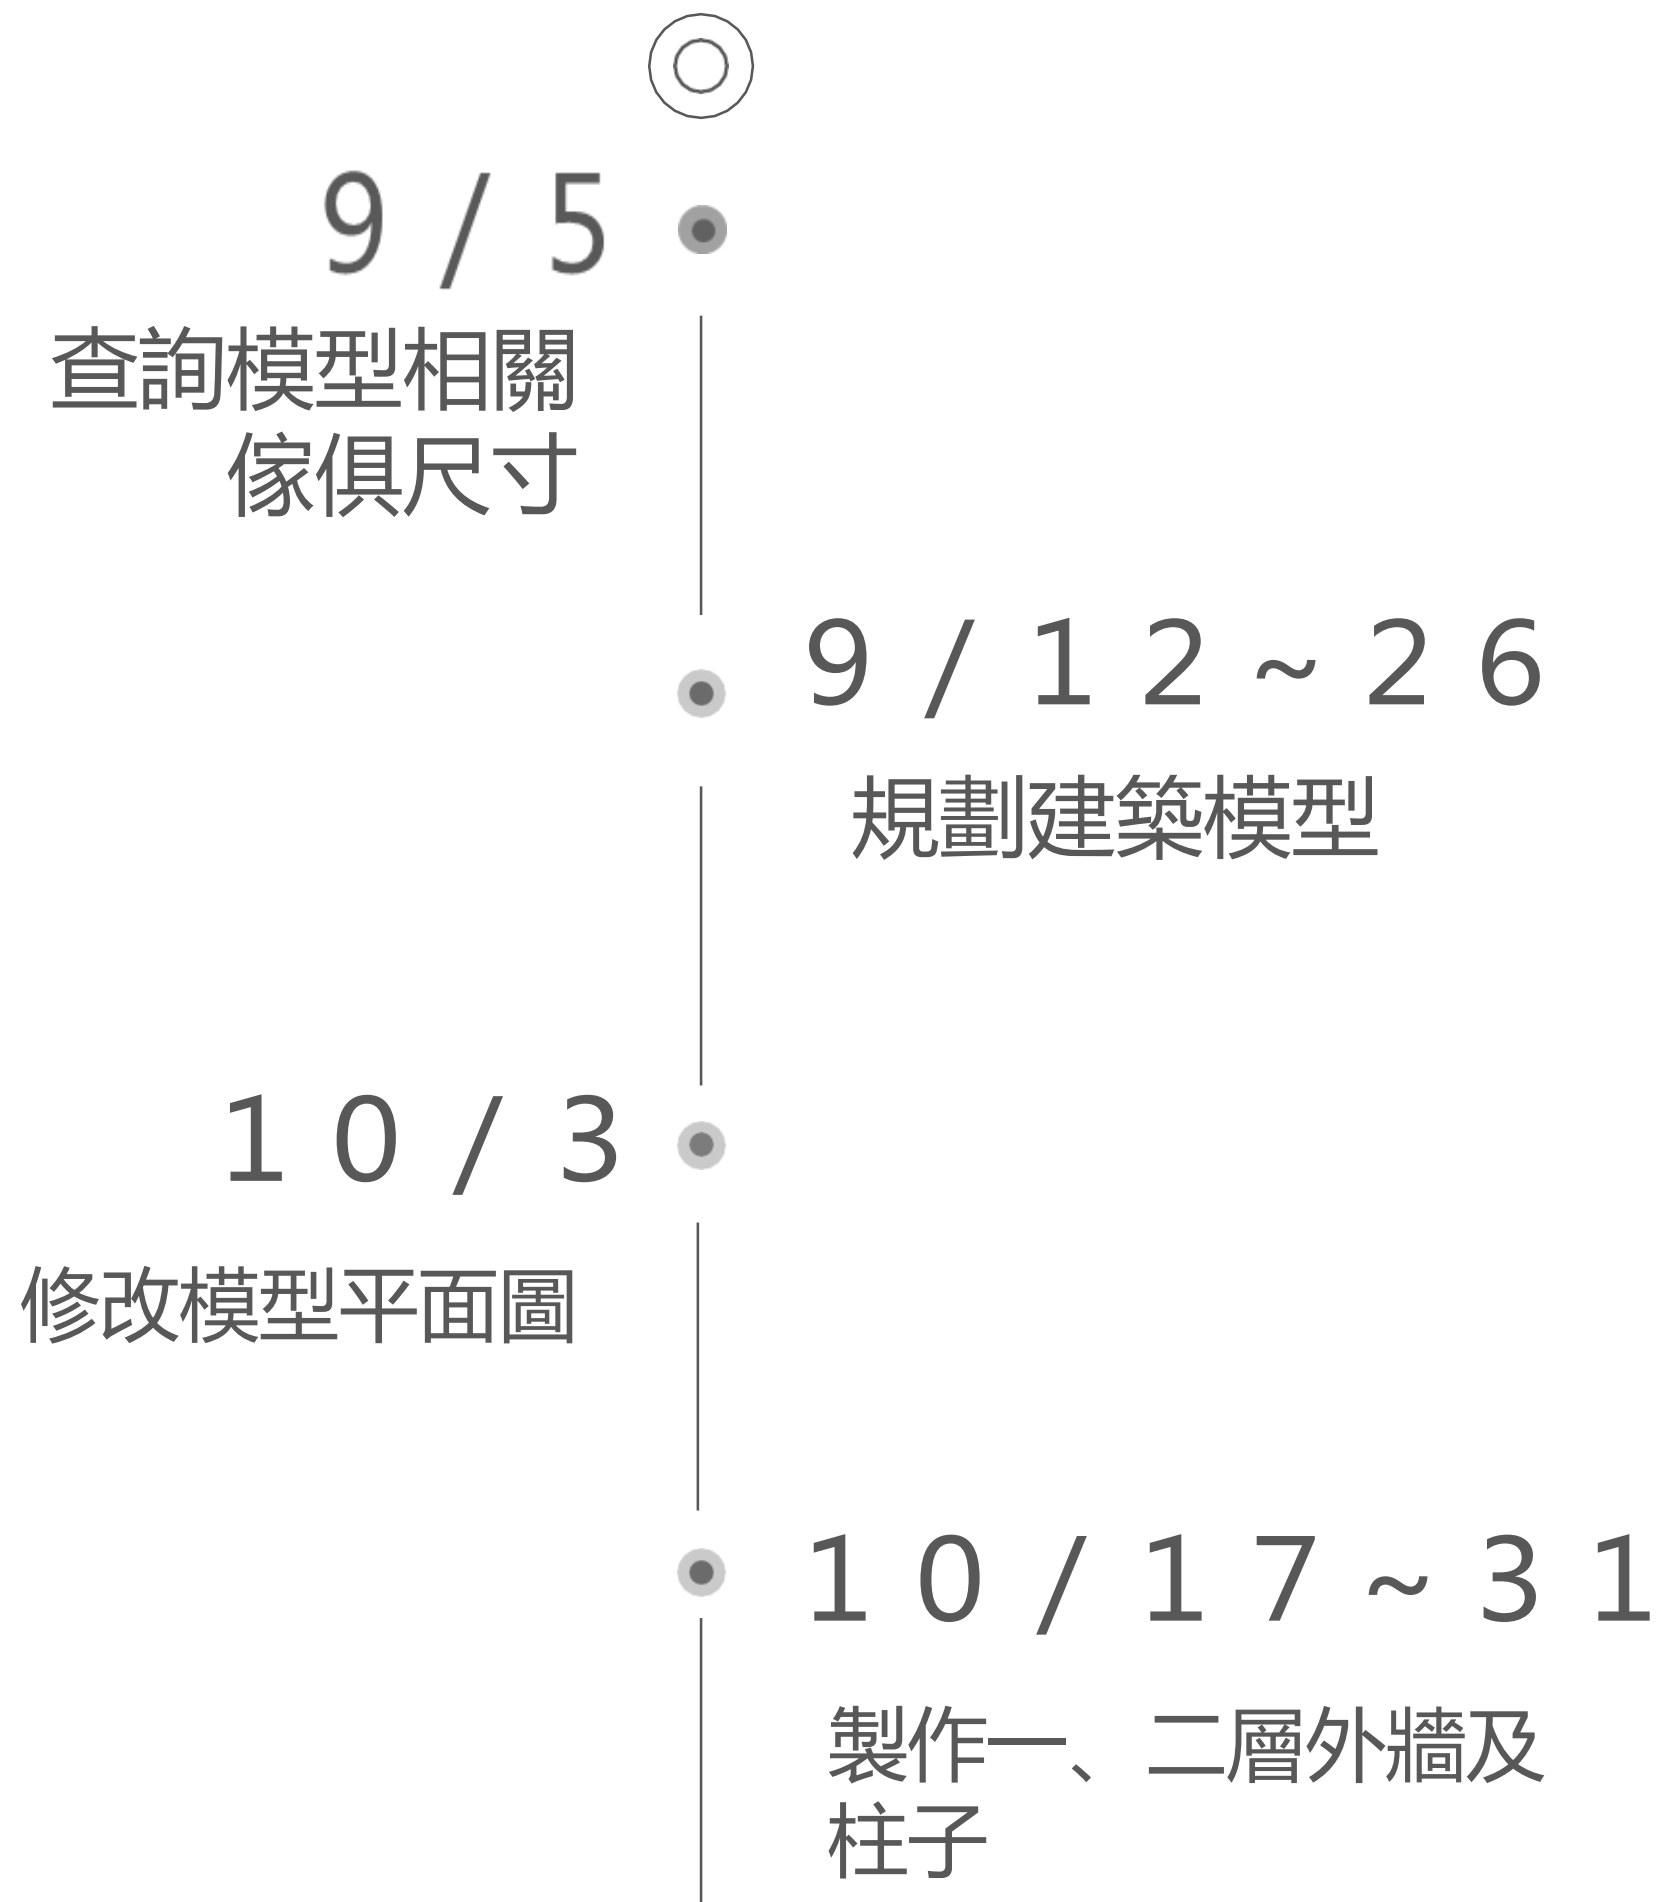 9/5
查詢模型相關
傢俱尺寸
9/12~26
規劃建築模型
10/3
修改模型平面圖
10/17~31
製作一、二層外牆及
柱子